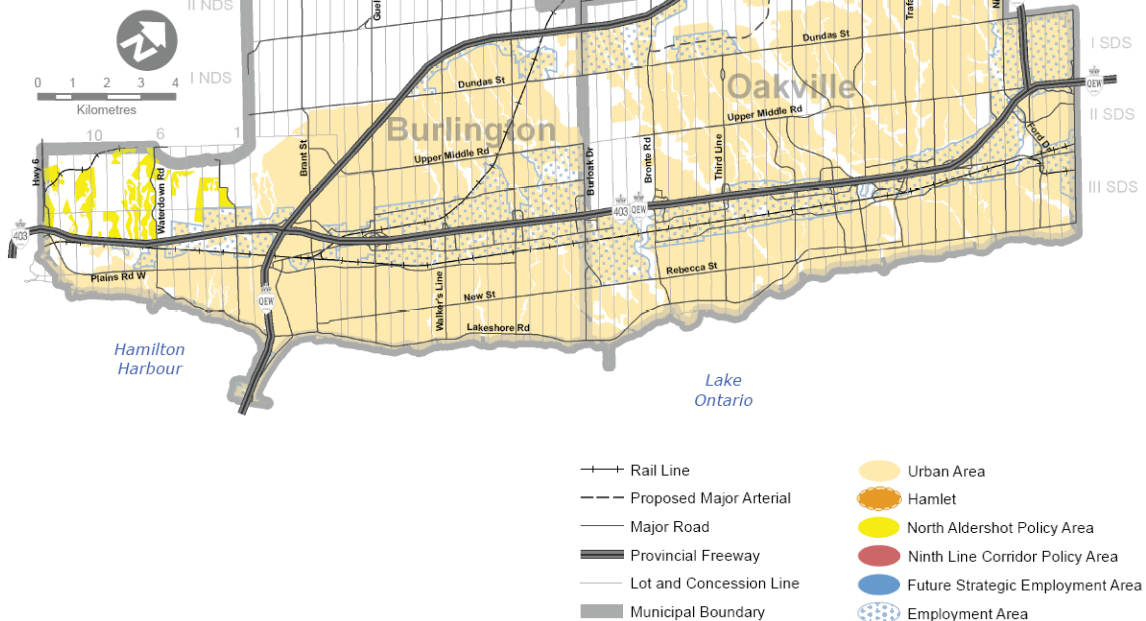 II NDS
I NDS
N
0 1 2 3 4
Kilometres
10
6
1
Hwy 6
Waterdown Rd
403
Plains Rd W
Brant St
Burlington
Dundas St
Upper Middle Rd
QEW
Walker's Line
New St
Lakeshore Rd
Burloak Dr
403
QEW
Bronte Rd
Rebecca St
Third Line
Oakville
Dundas St
Upper Middle Rd
Ford Dr
QEW
I SDS
II SDS
III SDS
Hamilton
Harbour
Lake
Ontario
Rail Line
Proposed Major Arterial
Major Road
Provincial Freeway
Lot and Concession Line
Municipal Boundary
Urban Area
Hamlet
North Aldershot Policy Area
Ninth Line Corridor Policy Area
Future Strategic Employment Area
Employment Area